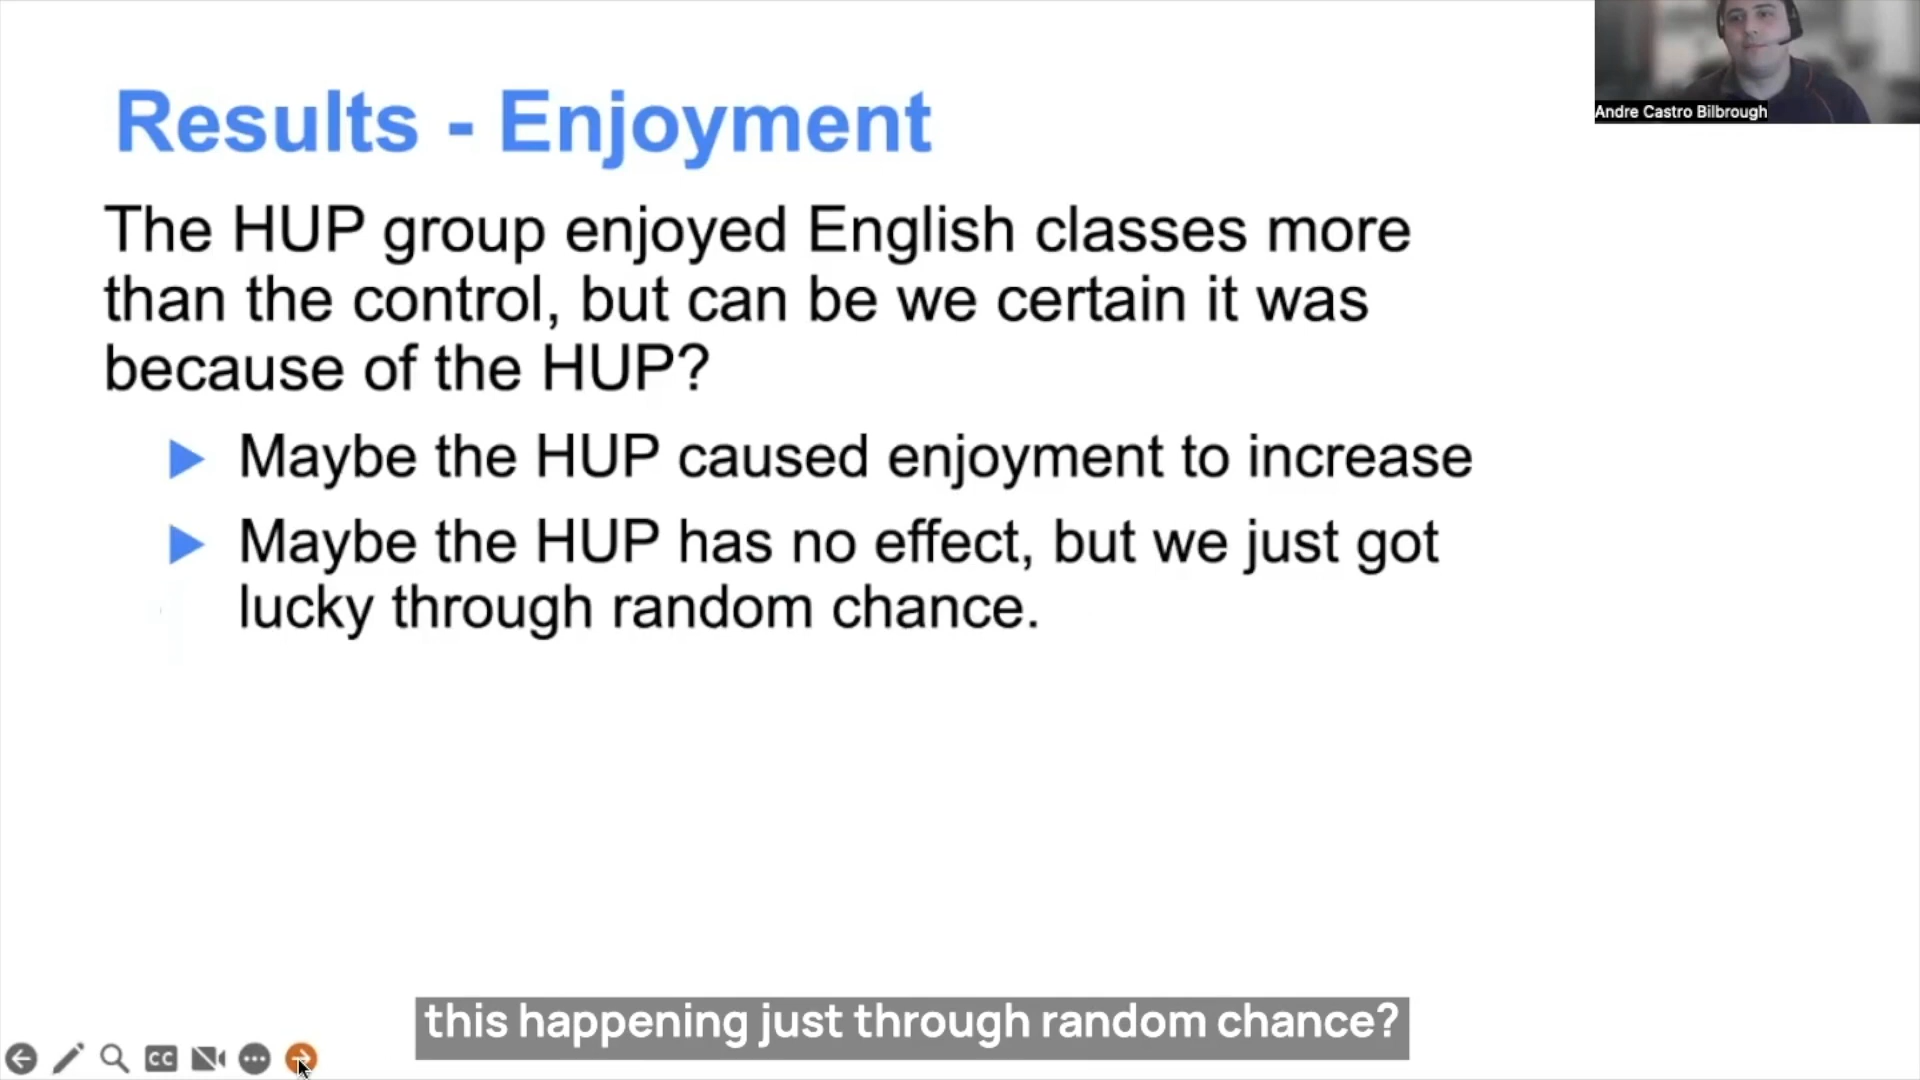 Results - Enjoyment
Andre Castro Bilbrough
The HUP group enjoyed English classes more
than the control, but can be we certain it was
because of the HUP?
Maybe the HUP caused enjoyment to increase
Maybe the HUP has no effect, but we just got
lucky through random chance.
this happening just through random chance?
CC